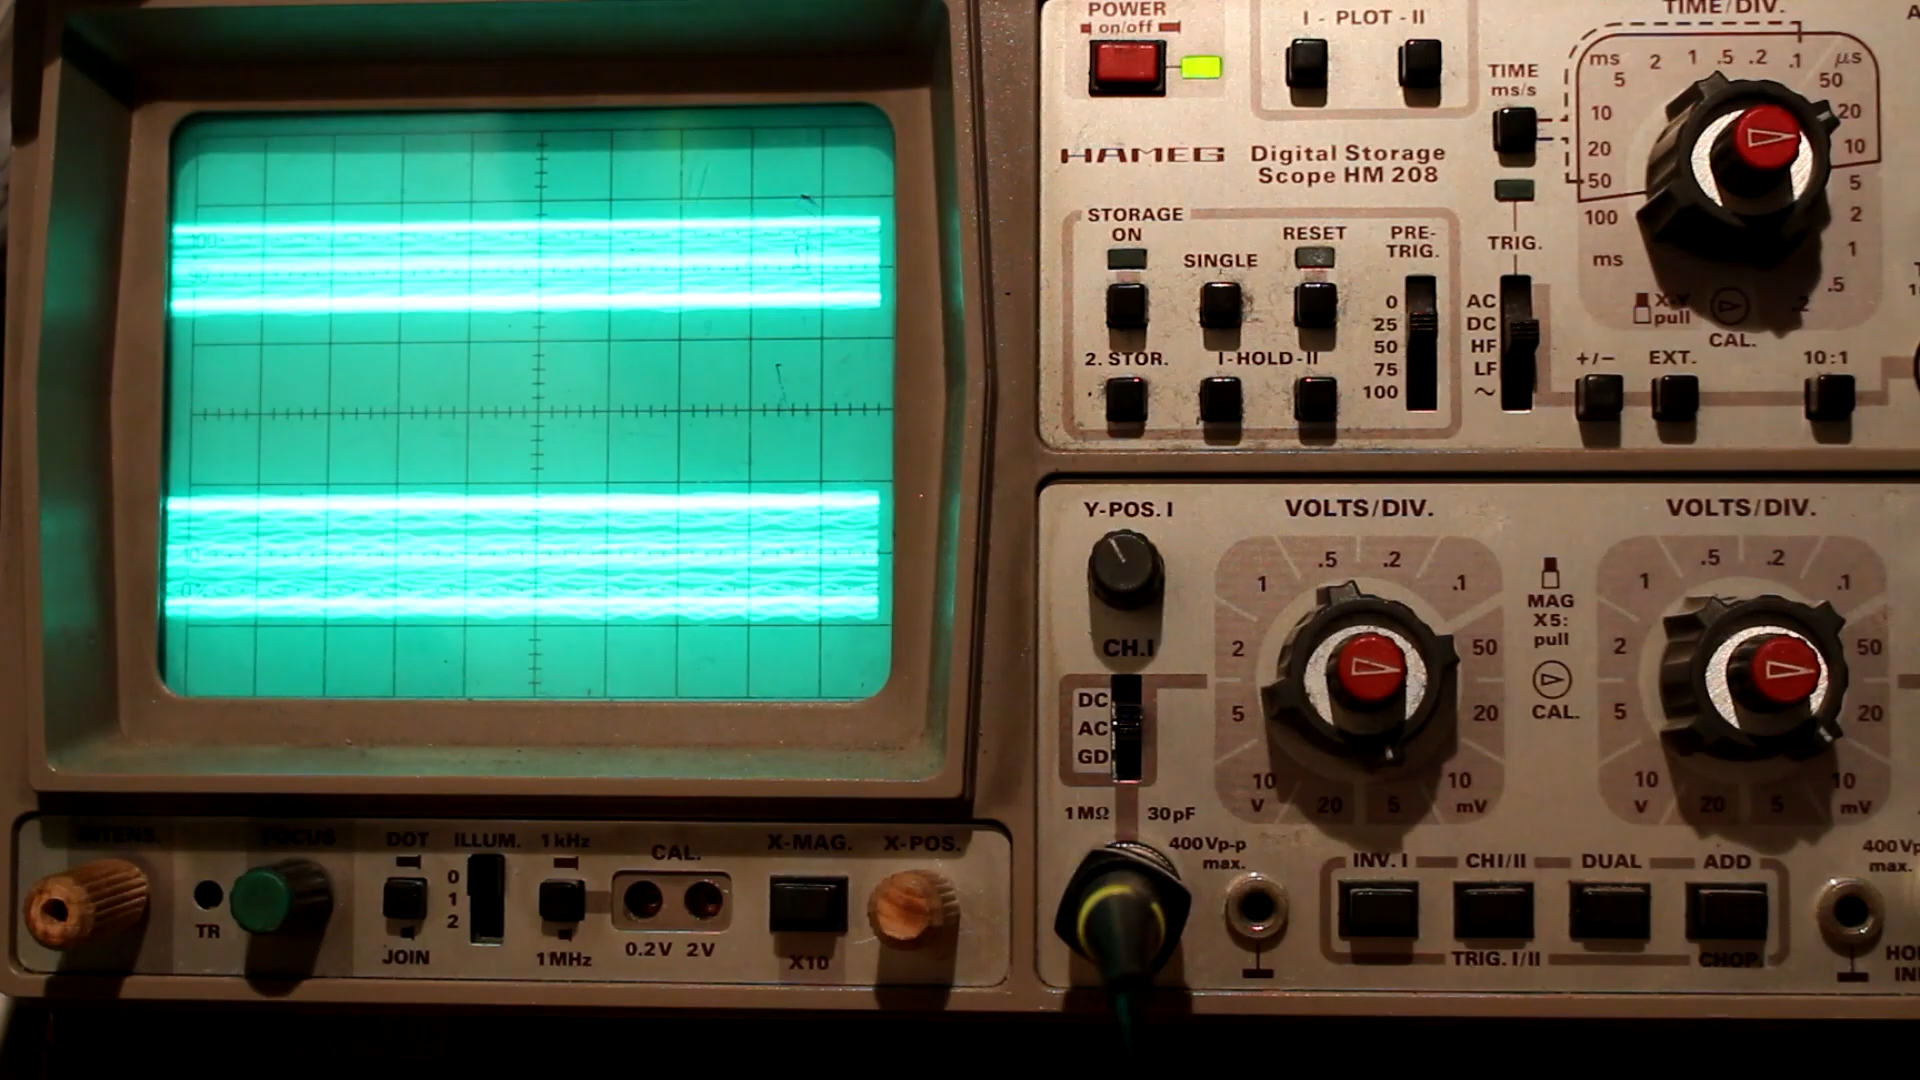 POWER
on/off
I - PLOT - II
TIME/DIV.
TIME
ms/s
ms 5 2 1 .5 .2 .1 μs
50
20
10
5
2
1
.5
.2
10
20
50
100
ms
X-Y
pull
CAL.
HAMEG
Digital Storage
Scope HM 208
STORAGE
ON
SINGLE
RESET
PRE-
TRIG.
0
25
50
75
100
2. STOR.
I-HOLD-II
TRIG.
AC
DC
HF
LF
~
+/−
EXT.
10:1
Y-POS. I
CH.I
DC
AC
GD
1MΩ
30pF
400Vp-p
max.
VOLTS/DIV.
.5 .2
1 .1
2 50
5 20
10 10
V 20 5 mV
MAG
X5:
pull
CAL.
VOLTS/DIV.
.5 .2
1 .1
2 50
5 20
10 10
V 20 5 mV
400Vp
max.
INV. I
CHI/II
DUAL
ADD
TRIG. I/II
CHOP.
INTENS.
TR
FOCUS
DOT
JOIN
ILLUM.
0
1
2
1kHz
1MHz
CAL.
0.2V 2V
X-MAG.
X10
X-POS.